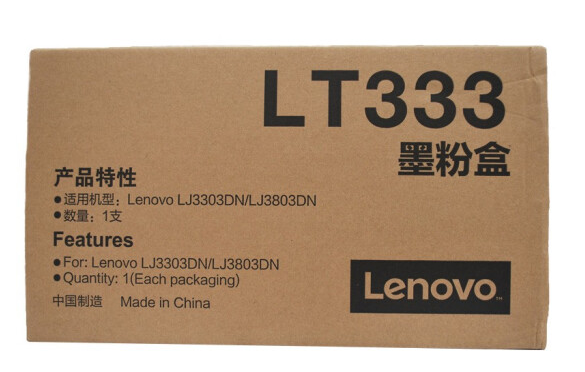 LT333
墨粉盒
产品特性
●适用机型：Lenovo LJ3303DN/LJ3803DN
●数量：1支
Features
●For: Lenovo LJ3303DN/LJ3803DN
●Quantity: 1(Each packaging)
中国制造 Made in China
Lenovo™